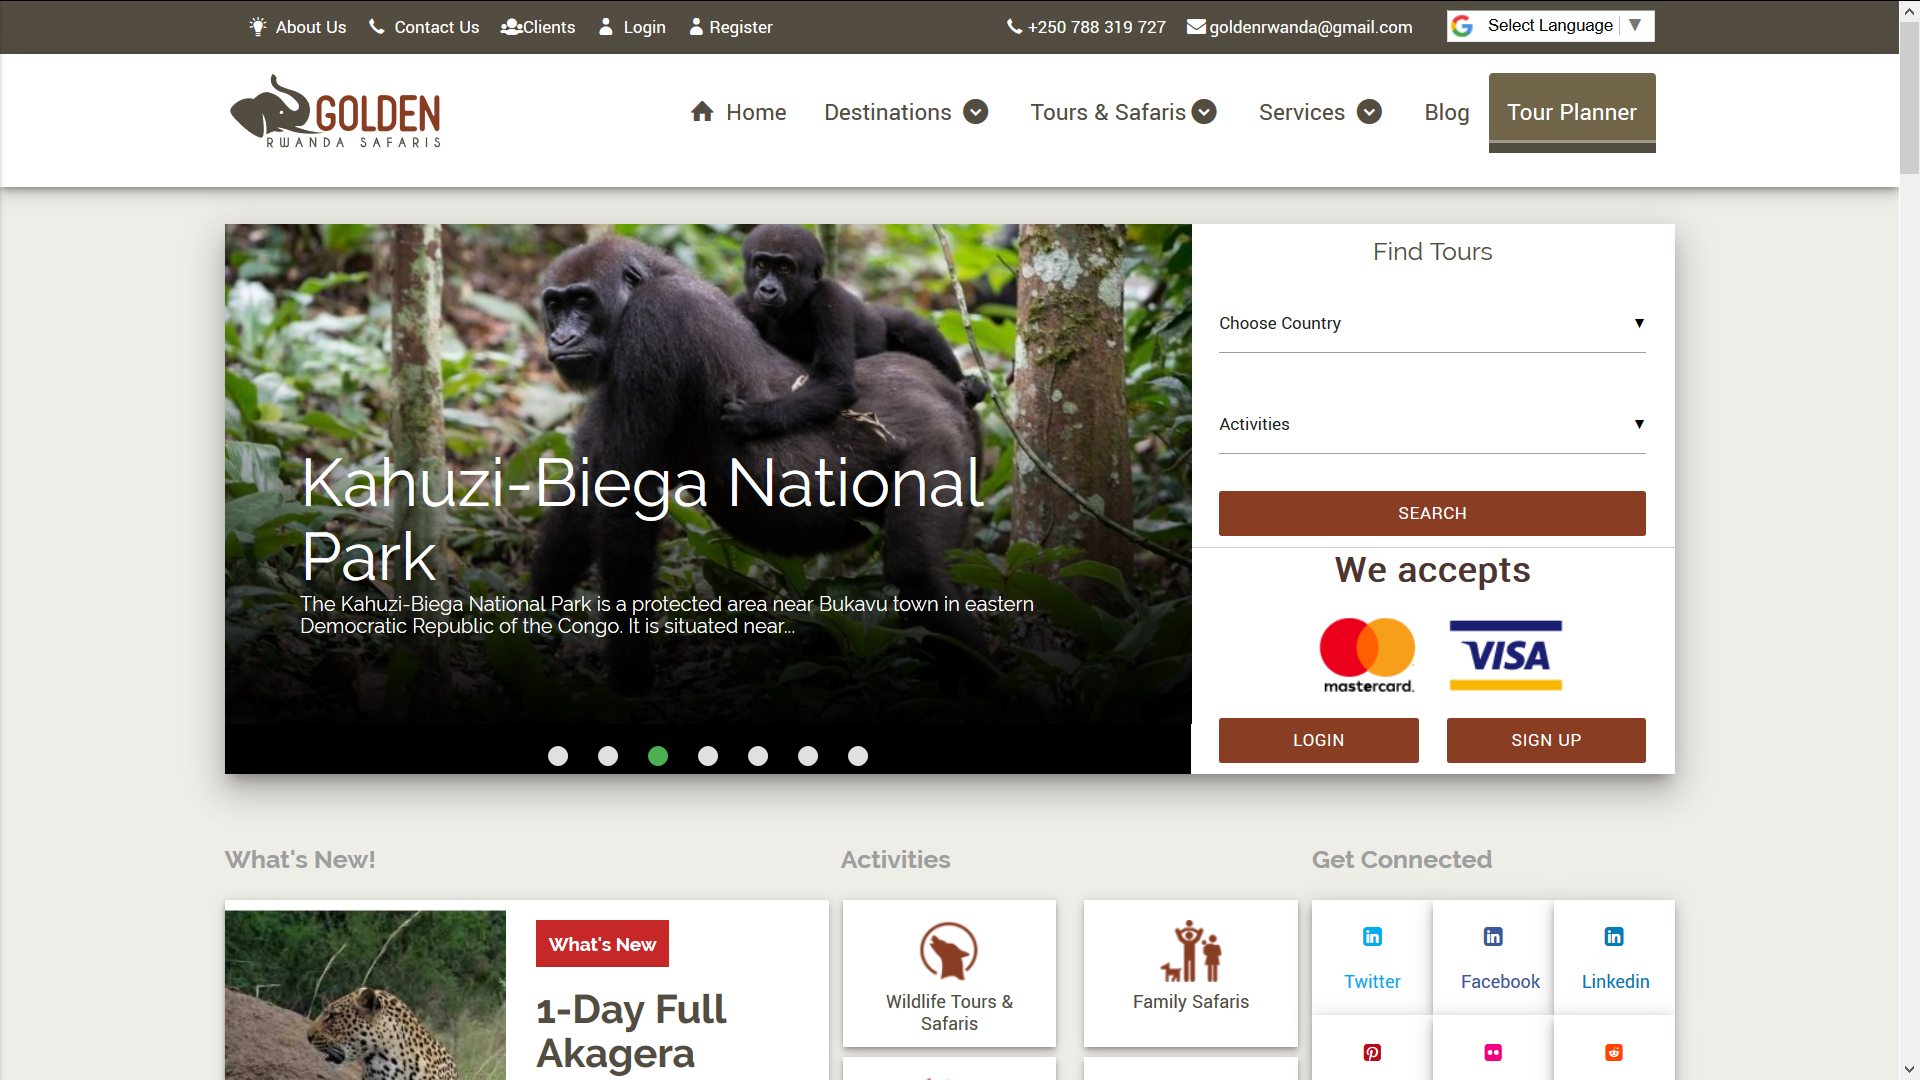 About Us
Contact Us
Clients
Login
Register
+250 788 319 727
goldenrwanda@gmail.com
Select Language ▼
GOLDEN
RWANDA SAFARIS
Home
Destinations
Tours & Safaris
Services
Blog
Tour Planner
Kahuzi-Biega National
Park
The Kahuzi-Biega National Park is a protected area near Bukavu town in eastern
Democratic Republic of the Congo. It is situated near...
Find Tours
Choose Country
Activities
SEARCH
We accepts
mastercard.
VISA
LOGIN
SIGN UP
What's New!
What's New
1-Day Full
Akagera
Activities
Wildlife Tours &
Safaris
Family Safaris
Get Connected
Twitter
Facebook
Linkedin